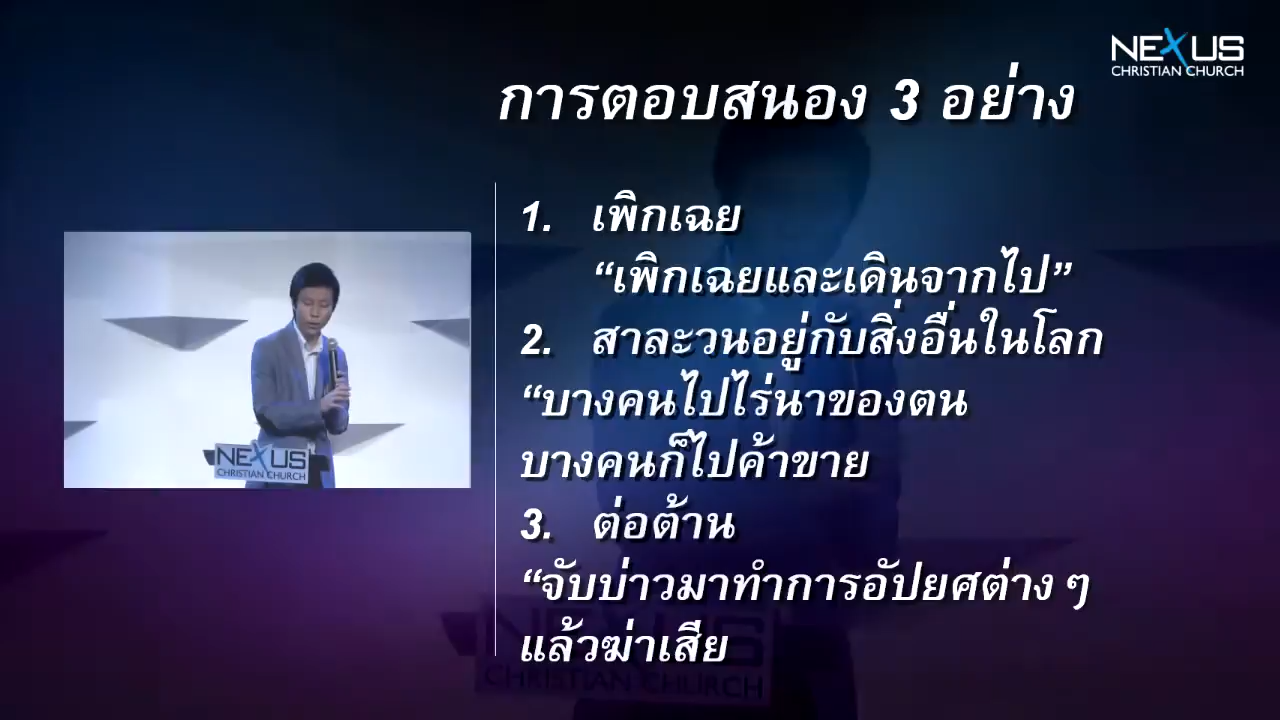 NEXUS
CHRISTIAN CHURCH
การตอบสนอง 3 อย่าง
1. เพิกเฉย
“เพิกเฉยและเดินจากไป”
2. สาละวนอยู่กับสิ่งอื่นในโลก
“บางคนไปไร่นาของตน
บางคนก็ไปค้าขาย
3. ต่อต้าน
“จับบ่าวมาทำการอัปยศต่าง ๆ
แล้วฆ่าเสีย
NEXUS
CHRISTIAN CHURCH
NEXUS
CHRISTIAN CHURCH